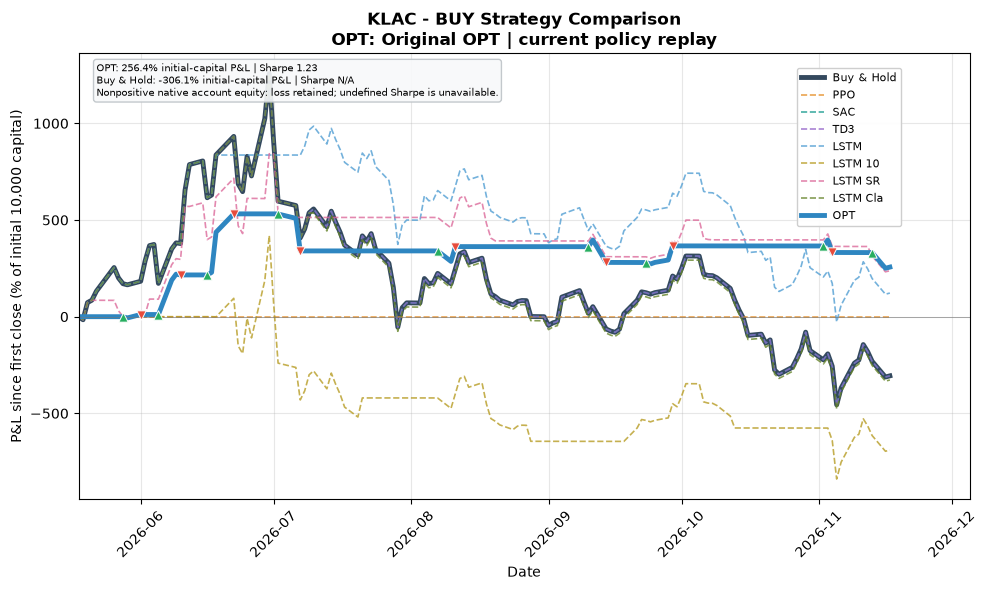 KLAC - BUY Strategy Comparison
OPT: Original OPT | current policy replay
OPT: 256.4% initial-capital P&L | Sharpe 1.23
Buy & Hold: -306.1% initial-capital P&L | Sharpe N/A
Nonpositive native account equity: loss retained; undefined Sharpe is unavailable.
Buy & Hold
PPO
SAC
TD3
LSTM
LSTM 10
LSTM SR
LSTM Cla
OPT
P&L since first close (% of initial 10,000 capital)
1000
500
0
−500
2026-06
2026-07
2026-08
2026-09
2026-10
2026-11
2026-12
Date